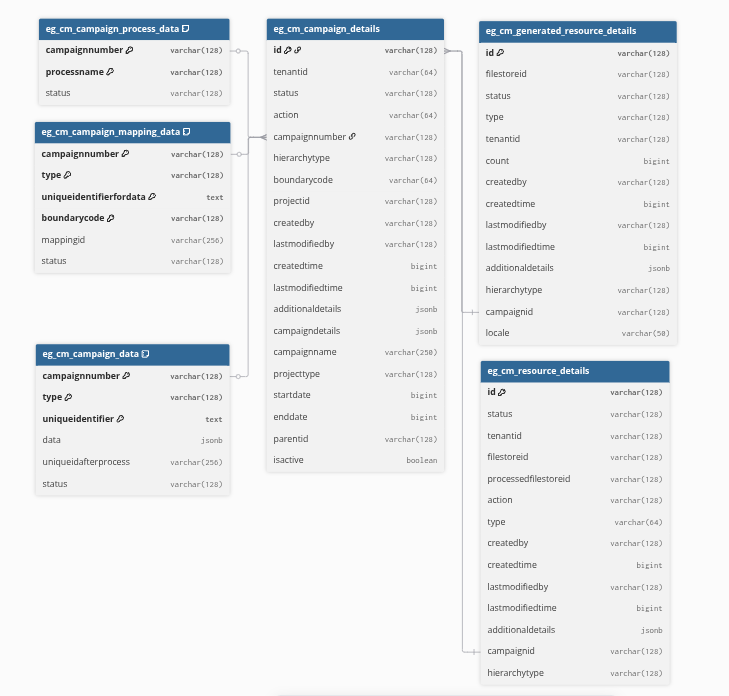 eg_cm_campaign_process_data
campaignnumber varchar(128)
processname varchar(128)
status varchar(128)
eg_cm_campaign_mapping_data
campaignnumber varchar(128)
type varchar(128)
uniqueidentifierfordata text
boundarycode varchar(128)
mappingid varchar(256)
status varchar(128)
eg_cm_campaign_data
campaignnumber varchar(128)
type varchar(128)
uniqueidentifier text
data jsonb
uniqueidafterprocess varchar(256)
status varchar(128)
eg_cm_campaign_details
id varchar(128)
tenantid varchar(64)
status varchar(128)
action varchar(64)
campaignnumber varchar(128)
hierarchytype varchar(128)
boundarycode varchar(64)
projectid varchar(128)
createdby varchar(128)
lastmodifiedby varchar(128)
createdtime bigint
lastmodifiedtime bigint
additionaldetails jsonb
campaigndetails jsonb
campaignname varchar(250)
projecttype varchar(128)
startdate bigint
enddate bigint
parentid varchar(128)
isactive boolean
eg_cm_generated_resource_details
id varchar(128)
filestoreid varchar(128)
status varchar(128)
type varchar(128)
tenantid varchar(128)
count bigint
createdby varchar(128)
createdtime bigint
lastmodifiedby varchar(128)
lastmodifiedtime bigint
additionaldetails jsonb
hierarchytype varchar(128)
campaignid varchar(128)
locale varchar(50)
eg_cm_resource_details
id varchar(128)
status varchar(128)
tenantid varchar(128)
filestoreid varchar(128)
processedfilestoreid varchar(128)
action varchar(128)
type varchar(64)
createdby varchar(128)
createdtime bigint
lastmodifiedby varchar(128)
lastmodifiedtime bigint
additionaldetails jsonb
campaignid varchar(128)
hierarchytype varchar(128)